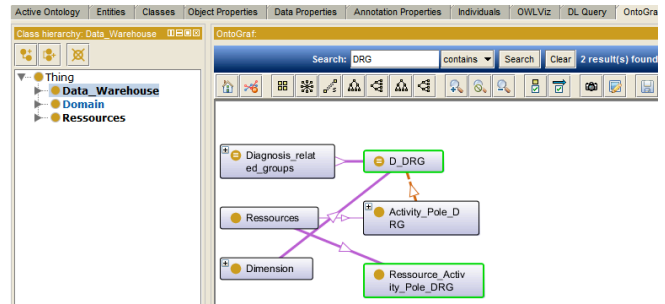 Active Ontology Entities Classes Object Properties Data Properties Annotation Properties Individuals OWLViz DL Query OntoGraf
Class hierarchy: Data_Warehouse
OntoGraf:
Search: DRG contains Search Clear 2 result(s) found
Thing
Data_Warehouse
Domain
Ressources
Diagnosis_relat
ed_groups
D_DRG
Ressources
Activity_Pole_D
RG
Dimension
Ressource_Activ
ity_Pole_DRG